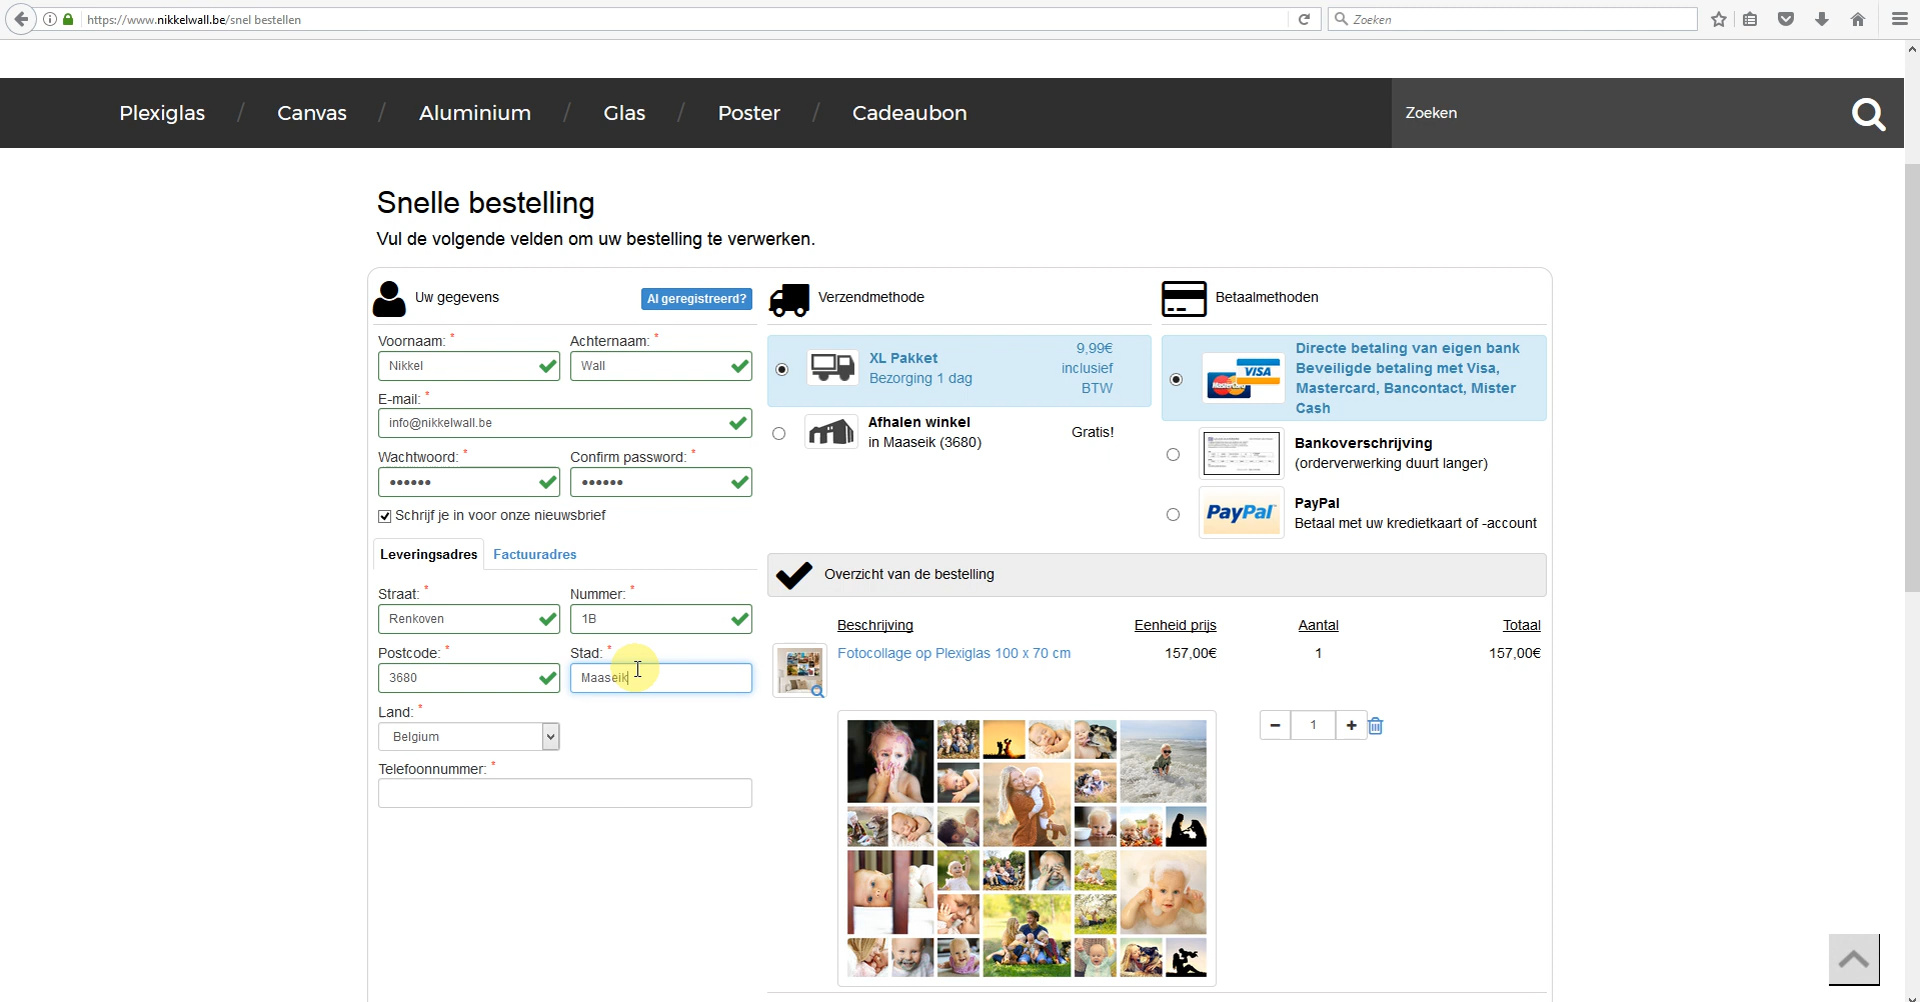 https://www.nikkelwall.be/snel bestellen
Zoeken
Plexiglas / Canvas / Aluminium / Glas / Poster / Cadeaubon
Zoeken
Snelle bestelling
Vul de volgende velden om uw bestelling te verwerken.
Uw gegevens
Al geregistreerd?
Voornaam: *
Achternaam: *
Nikkel
Wall
E-mail: *
info@nikkelwall.be
Wachtwoord: *
Confirm password: *
••••••
••••••
Schrijf je in voor onze nieuwsbrief
Leveringsadres
Factuuradres
Straat: *
Nummer: *
Renkoven
1B
Postcode: *
Stad: *
3680
Maaseik
Land: *
Belgium
Telefoonnummer: *
Verzendmethode
XL Pakket
Bezorging 1 dag
9,99€
inclusief
BTW
Afhalen winkel
in Maaseik (3680)
Gratis!
Betaalmethoden
MasterCard
VISA
Directe betaling van eigen bank
Beveiligde betaling met Visa,
Mastercard, Bancontact, Mister
Cash
Bankoverschrijving
(orderverwerking duurt langer)
PayPal
PayPal
Betaal met uw kredietkaart of -account
Overzicht van de bestelling
Beschrijving
Eenheid prijs
Aantal
Totaal
Fotocollage op Plexiglas 100 x 70 cm
157,00€
1
157,00€
- 1 +